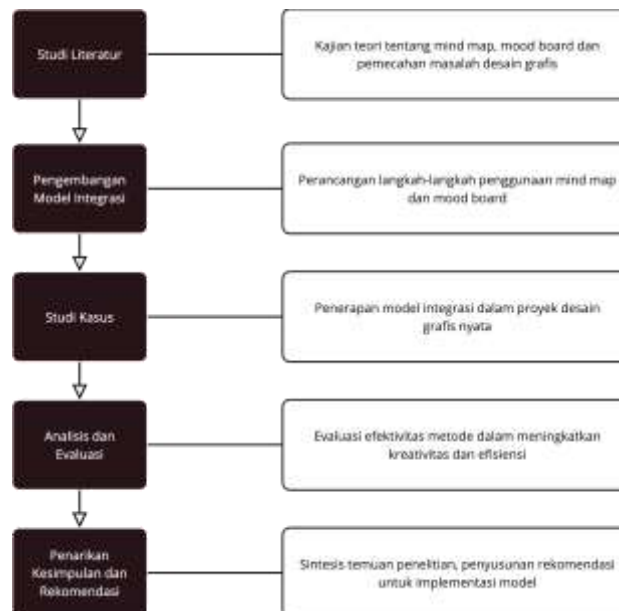 Studi Literatur
Kajian teori tentang mind map, mood board dan
pemecahan masalah desain grafis
Pengembangan
Model Integrasi
Perancangan langkah-langkah penggunaan mind map
dan mood board
Studi Kasus
Penerapan model integrasi dalam proyek desain
grafis nyata
Analisis dan
Evaluasi
Evaluasi efektivitas metode dalam meningkatkan
kreativitas dan efisiensi
Penarikan
Kesimpulan dan
Rekomendasi
Sintesis temuan penelitian, penyusunan rekomendasi
untuk implementasi model